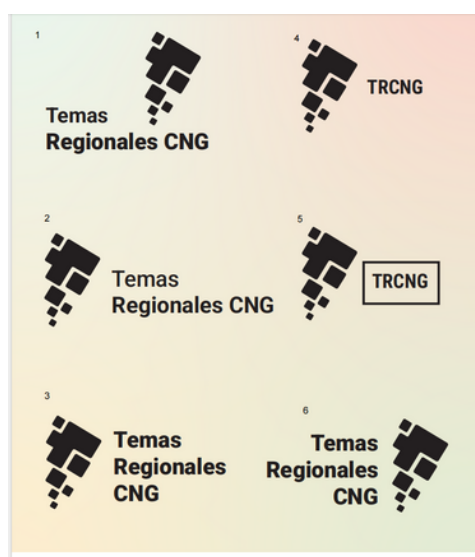 1
Temas
Regionales CNG
4
TRCNG
2
Temas
Regionales CNG
5
TRCNG
3
Temas
Regionales
CNG
6
Temas
Regionales
CNG